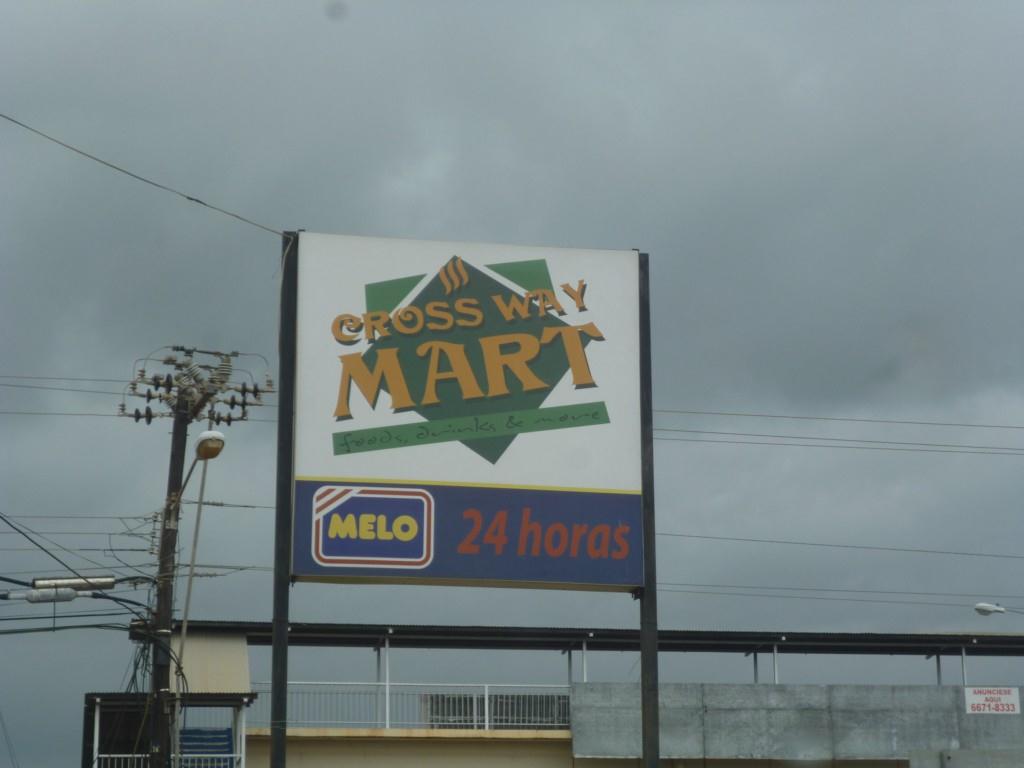 CROSS WAY
MART
foods, drinks & more
MELO
24 horas
ANUNCIESE
AQUI
6671-8333